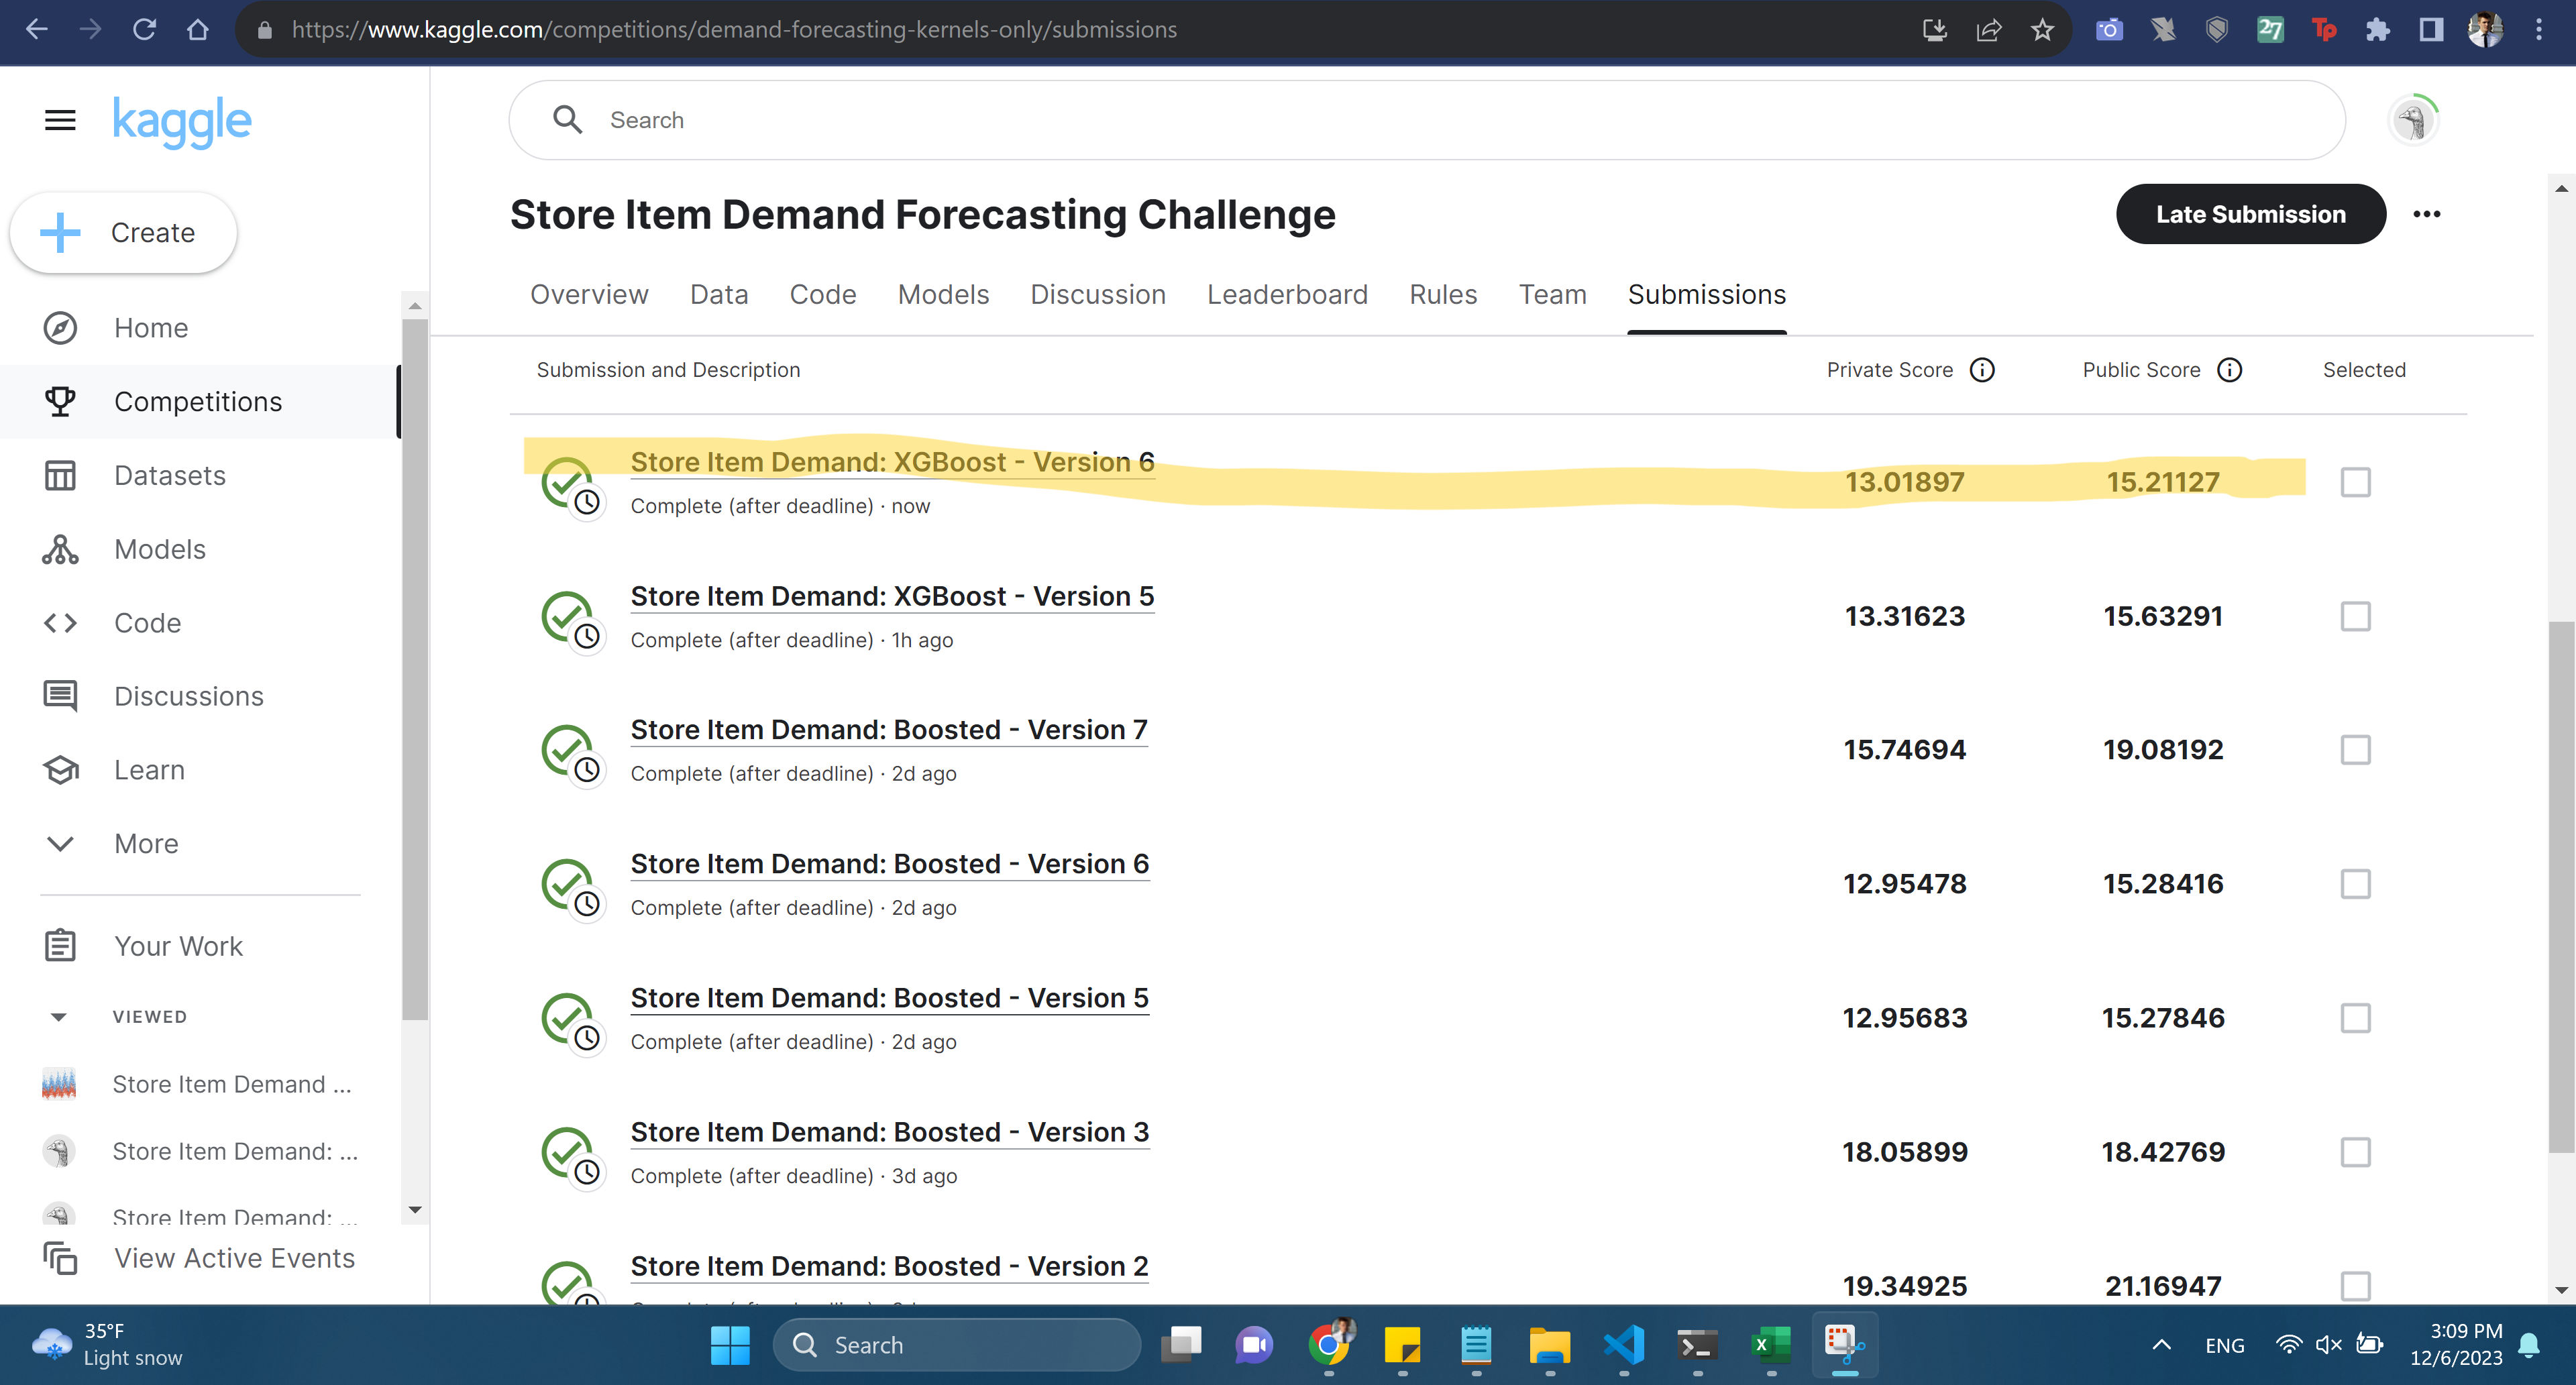 https://www.kaggle.com/competitions/demand-forecasting-kernels-only/submissions
27
Tp
kaggle
Search
Create
Home
Competitions
Datasets
Models
Code
Discussions
Learn
More
Your Work
VIEWED
Store Item Demand ...
Store Item Demand: ...
Store Item Demand: ...
View Active Events
Store Item Demand Forecasting Challenge
Late Submission
Overview Data Code Models Discussion Leaderboard Rules Team Submissions
Submission and Description Private Score Public Score Selected
Store Item Demand: XGBoost - Version 6
Complete (after deadline) · now
13.01897 15.21127
Store Item Demand: XGBoost - Version 5
Complete (after deadline) · 1h ago
13.31623 15.63291
Store Item Demand: Boosted - Version 7
Complete (after deadline) · 2d ago
15.74694 19.08192
Store Item Demand: Boosted - Version 6
Complete (after deadline) · 2d ago
12.95478 15.28416
Store Item Demand: Boosted - Version 5
Complete (after deadline) · 2d ago
12.95683 15.27846
Store Item Demand: Boosted - Version 3
Complete (after deadline) · 3d ago
18.05899 18.42769
Store Item Demand: Boosted - Version 2
19.34925 21.16947
35°F
Light snow
Search
ENG
3:09 PM
12/6/2023